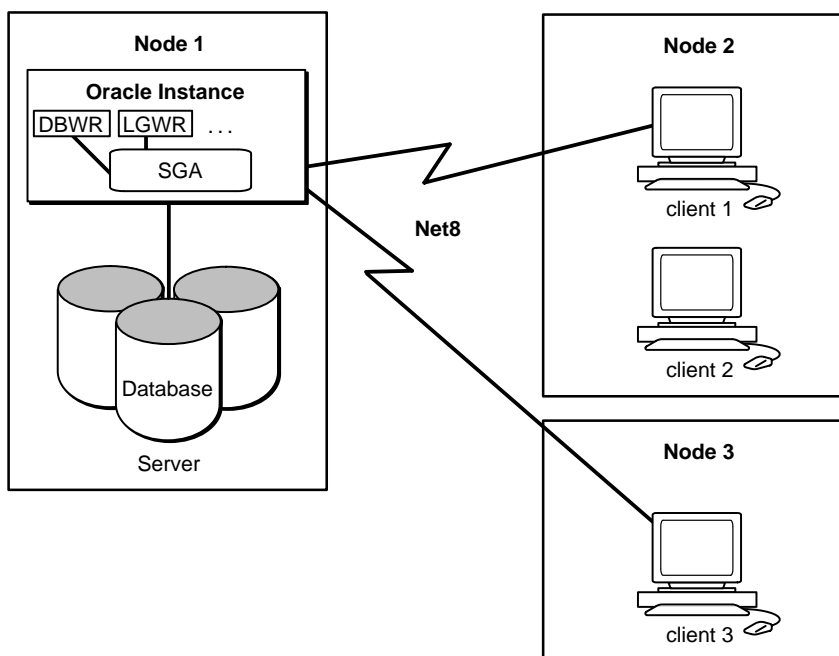 Node 1
Oracle Instance
DBWR LGWR ...
SGA
Database
Server
Net8
Node 2
client 1
client 2
Node 3
client 3